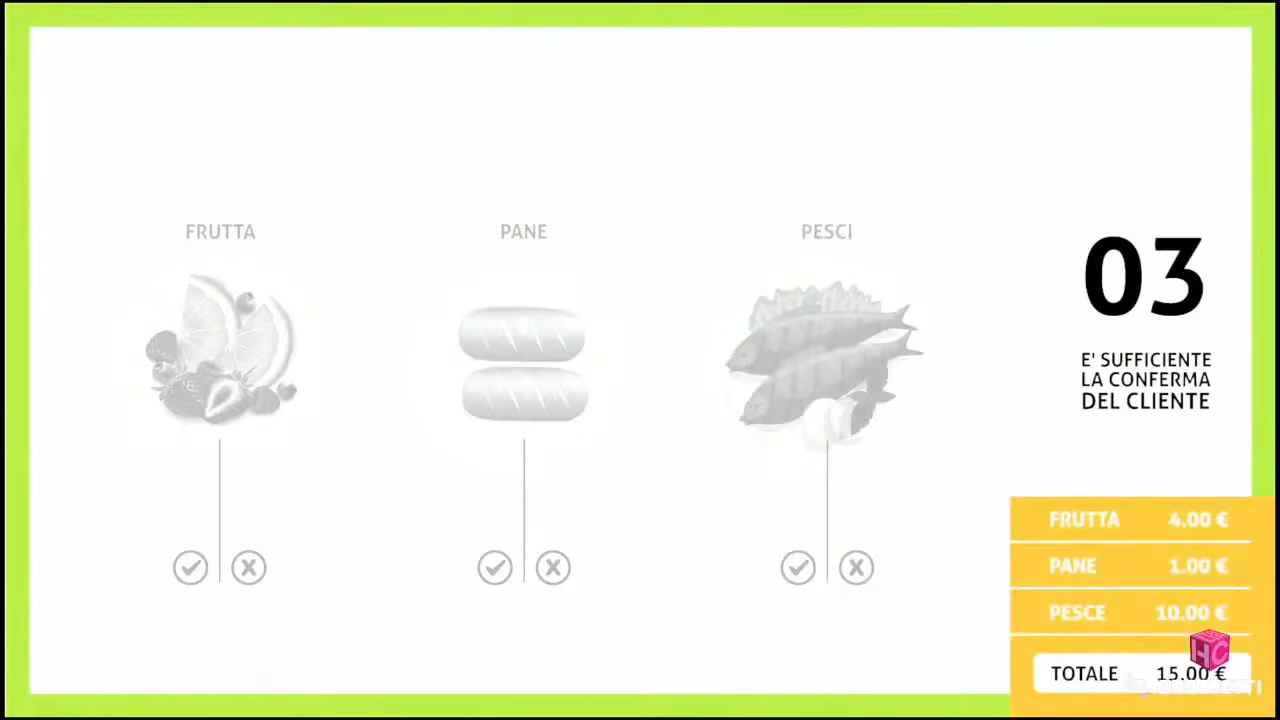 FRUTTA
PANE
PESCI
03
E' SUFFICIENTE
LA CONFERMA
DEL CLIENTE
FRUTTA 4.00 €
PANE 1.00 €
PESCE 10.00 €
HC
TOTALE 15.00 €